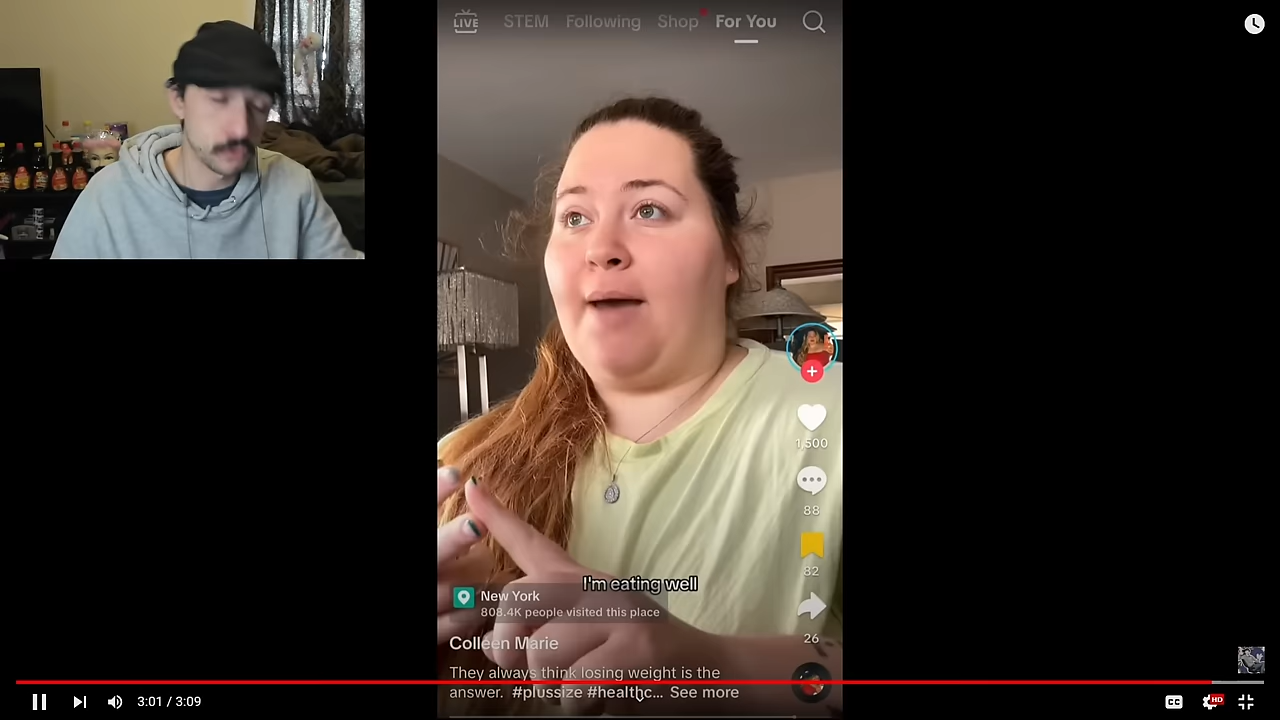 LIVE STEM Following Shop For You
1,500
88
82
26
I'm eating well
New York
808.4K people visited this place
Colleen Marie
They always think losing weight is the
answer. #plussize #healthc... See more
3:01 / 3:09
CC HD